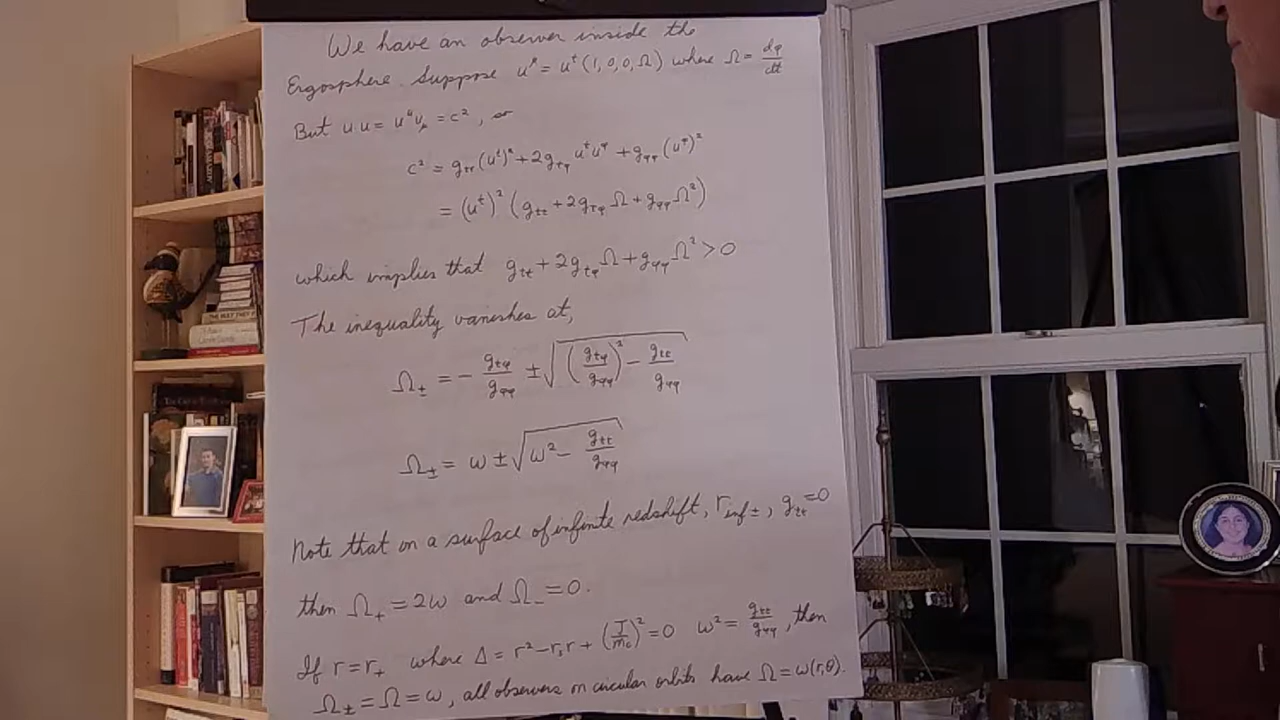 We have an observer inside the
Ergosphere. Suppose u^μ = u^t (1, 0, 0, Ω) where Ω = dφ/dt
But u·u = u^μ u_μ = c², or
c² = g_tt (u^t)² + 2g_tφ u^t u^φ + g_φφ (u^φ)²
= (u^t)² (g_tt + 2g_tφ Ω + g_φφ Ω²)
which implies that g_tt + 2g_tφ Ω + g_φφ Ω² > 0
The inequality vanishes at,
Ω_± = - g_tφ/g_φφ ± √((g_tφ/g_φφ)² - g_tt/g_φφ)
Ω_± = ω ± √(ω² - g_tt/g_φφ)
Note that on a surface of infinite redshift, r_inf±, g_tt = 0
then Ω_+ = 2ω and Ω_- = 0.
If r = r_+ where Δ = r² - r_s r + (J/mc)² = 0 ω² = g_tt/g_φφ, then
Ω_± = Ω = ω, all observers on circular orbits have Ω = ω(r,θ).